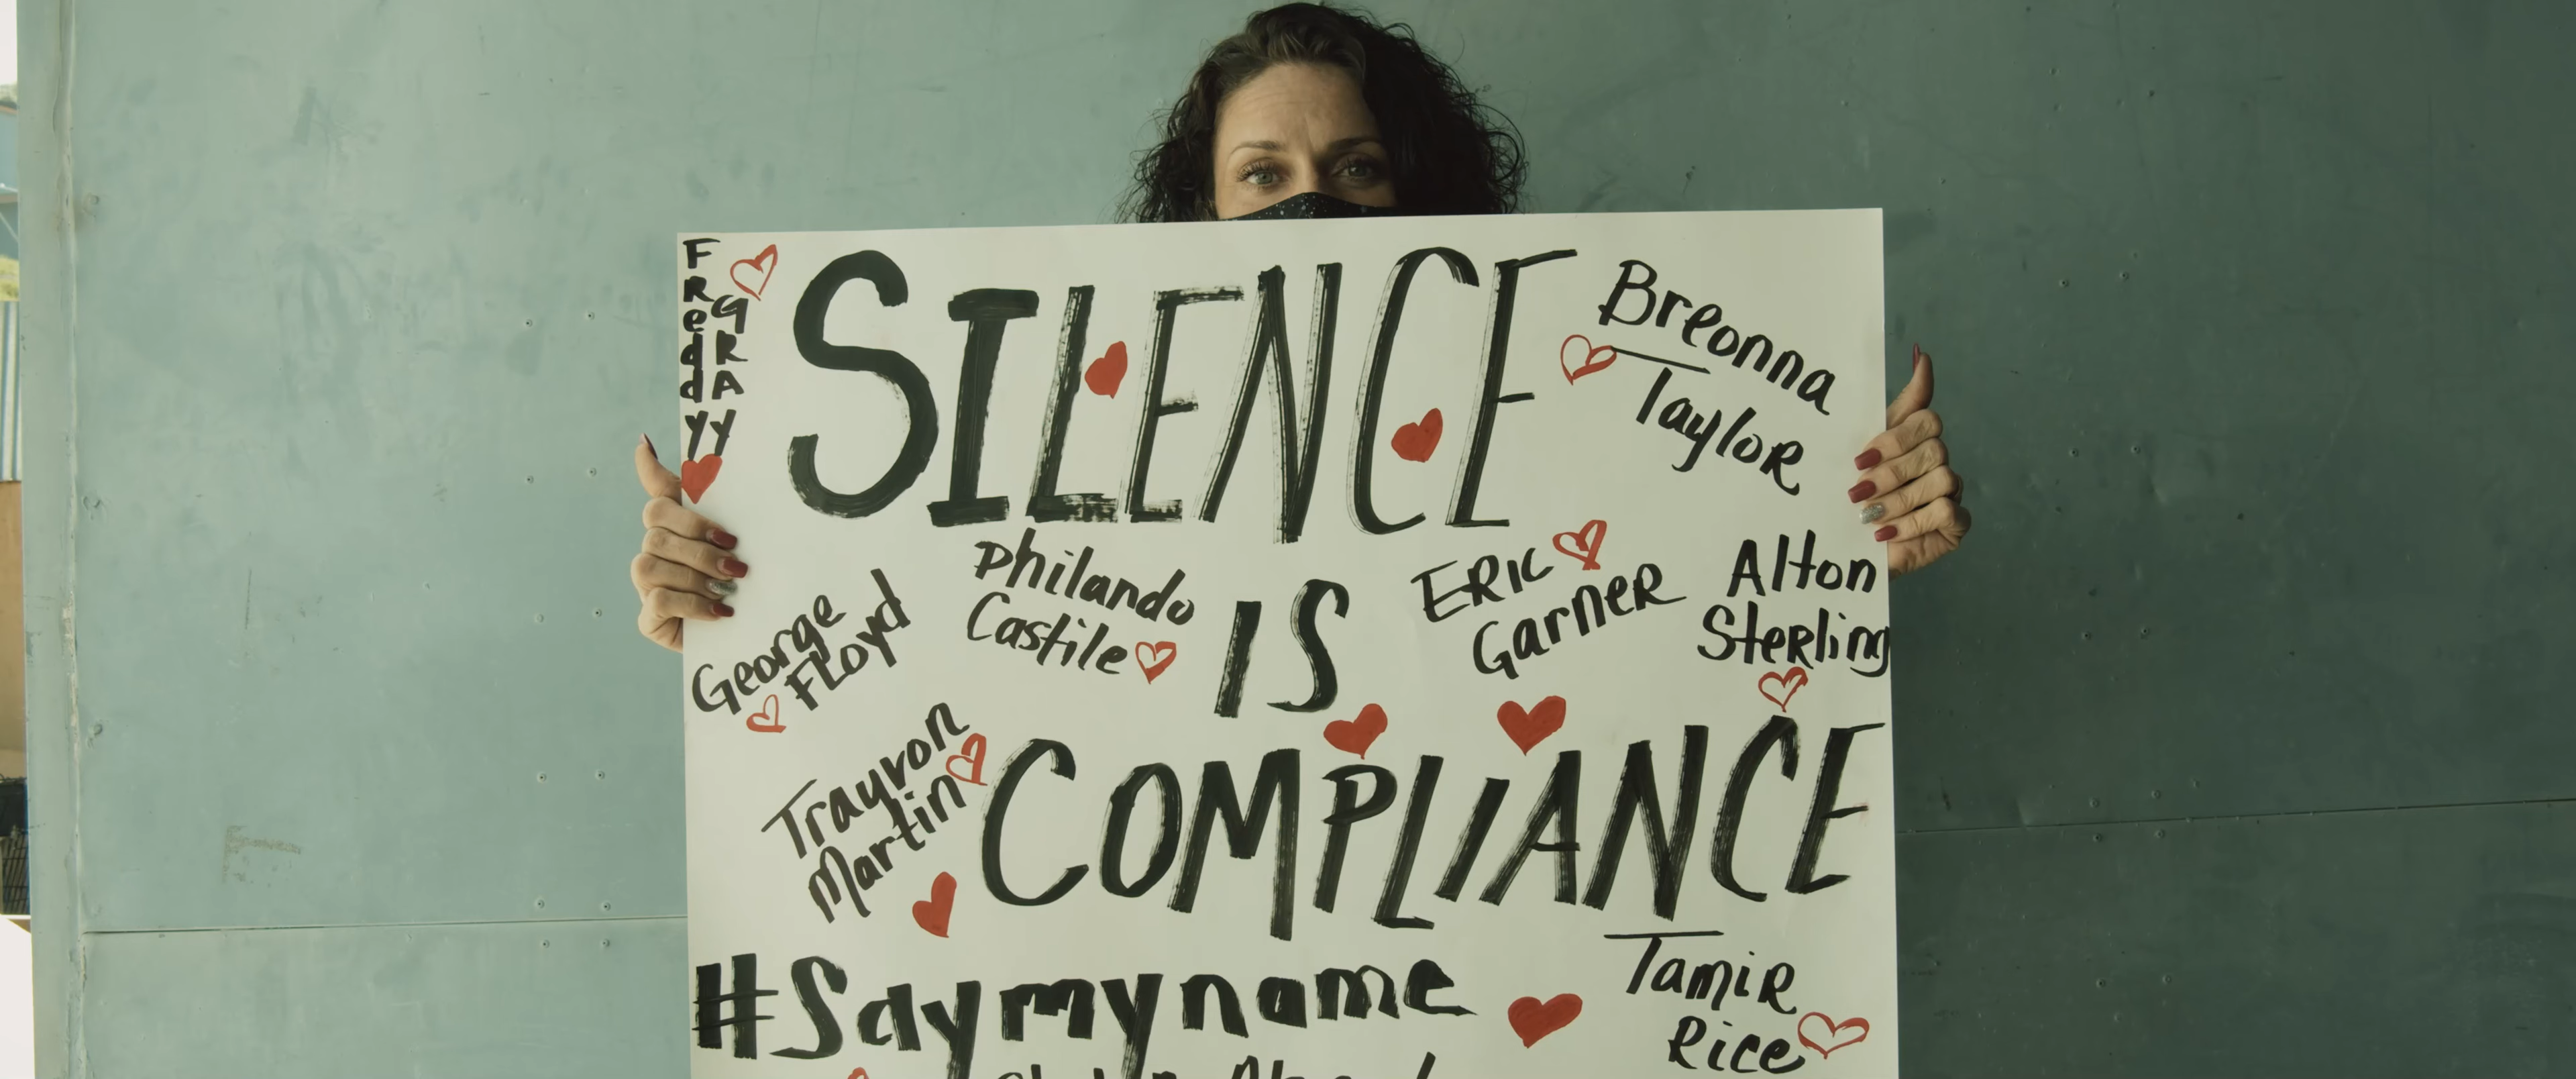 Freddy
GRAY
SILENCE
Breonna
Taylor
Philando
Castile
IS
ERIC
GarneR
Alton
SteRling
George
FLoyd
Trayvon
Martin
COMPLIANCE
#Saymyname
TamiR
Rice